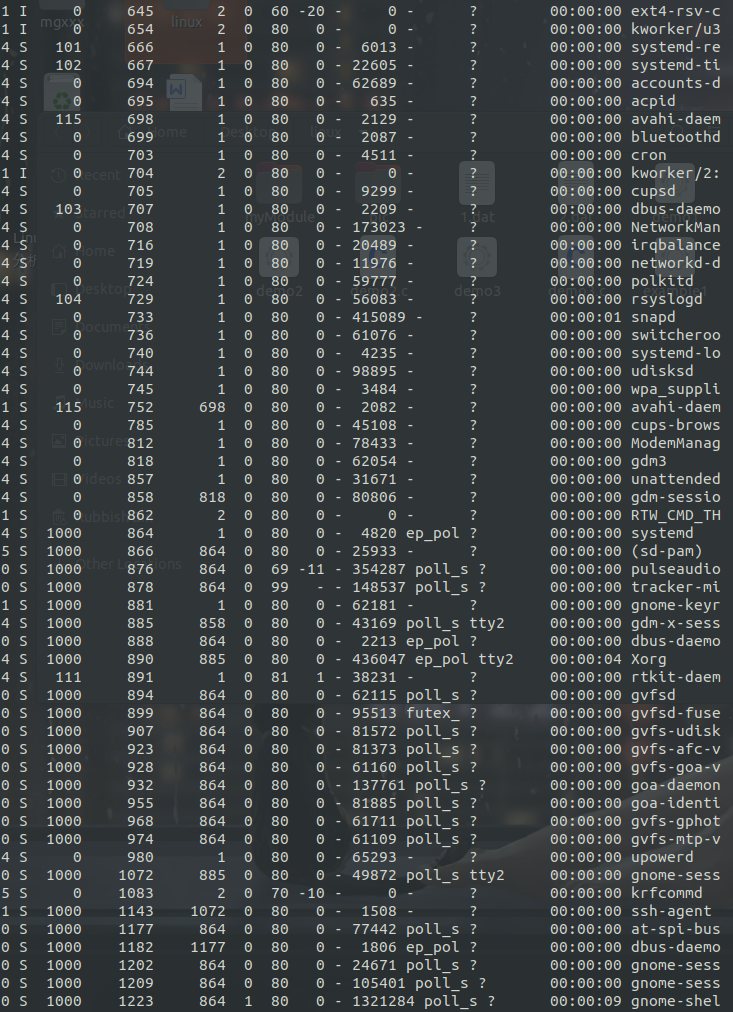 1 I 0 645 2 0 60 -20 - 0 - ? 00:00:00 ext4-rsv-c
1 I 0 654 2 0 80 0 - 0 - ? 00:00:00 kworker/u3
4 S 101 666 1 0 80 0 - 6013 - ? 00:00:00 systemd-re
4 S 102 667 1 0 80 0 - 22605 - ? 00:00:00 systemd-ti
4 S 0 694 1 0 80 0 - 62689 - ? 00:00:00 accounts-d
4 S 0 695 1 0 80 0 - 635 - ? 00:00:00 acpid
4 S 115 698 1 0 80 0 - 2129 - ? 00:00:00 avahi-daem
4 S 0 699 1 0 80 0 - 2087 - ? 00:00:00 bluetoothd
4 S 0 703 1 0 80 0 - 4511 - ? 00:00:00 cron
1 I 0 704 2 0 80 0 - 0 - ? 00:00:00 kworker/2:
4 S 0 705 1 0 80 0 - 9299 - ? 00:00:00 cupsd
4 S 103 707 1 0 80 0 - 2209 - ? 00:00:00 dbus-daemo
4 S 0 708 1 0 80 0 - 173023 - ? 00:00:00 NetworkMan
4 S 0 716 1 0 80 0 - 20489 - ? 00:00:00 irqbalance
4 S 0 719 1 0 80 0 - 11976 - ? 00:00:00 networkd-d
4 S 0 724 1 0 80 0 - 59777 - ? 00:00:00 polkitd
4 S 104 729 1 0 80 0 - 56083 - ? 00:00:00 rsyslogd
4 S 0 733 1 0 80 0 - 415089 - ? 00:00:01 snapd
4 S 0 736 1 0 80 0 - 61076 - ? 00:00:00 switcheroo
4 S 0 740 1 0 80 0 - 4235 - ? 00:00:00 systemd-lo
4 S 0 744 1 0 80 0 - 98895 - ? 00:00:00 udisksd
4 S 0 745 1 0 80 0 - 3484 - ? 00:00:00 wpa_suppli
1 S 115 752 698 0 80 0 - 2082 - ? 00:00:00 avahi-daem
4 S 0 785 1 0 80 0 - 45108 - ? 00:00:00 cups-brows
4 S 0 812 1 0 80 0 - 78433 - ? 00:00:00 ModemManag
4 S 0 818 1 0 80 0 - 62054 - ? 00:00:00 gdm3
4 S 0 857 1 0 80 0 - 31671 - ? 00:00:00 unattended
4 S 0 858 818 0 80 0 - 80806 - ? 00:00:00 gdm-sessio
1 S 0 862 2 0 80 0 - 0 - ? 00:00:00 RTW_CMD_TH
4 S 1000 864 1 0 80 0 - 4820 ep_pol ? 00:00:00 systemd
5 S 1000 866 864 0 80 0 - 25933 - ? 00:00:00 (sd-pam)
0 S 1000 876 864 0 69 -11 - 354287 poll_s ? 00:00:00 pulseaudio
0 S 1000 878 864 0 99 - - 148537 poll_s ? 00:00:00 tracker-mi
1 S 1000 881 1 0 80 0 - 62181 - ? 00:00:00 gnome-keyr
4 S 1000 885 858 0 80 0 - 43169 poll_s tty2 00:00:00 gdm-x-sess
0 S 1000 888 864 0 80 0 - 2213 ep_pol ? 00:00:00 dbus-daemo
4 S 1000 890 885 0 80 0 - 436047 ep_pol tty2 00:00:04 Xorg
4 S 111 891 1 0 81 1 - 38231 - ? 00:00:00 rtkit-daem
0 S 1000 894 864 0 80 0 - 62115 poll_s ? 00:00:00 gvfsd
0 S 1000 899 864 0 80 0 - 95513 futex_ ? 00:00:00 gvfsd-fuse
0 S 1000 907 864 0 80 0 - 81572 poll_s ? 00:00:00 gvfs-udisk
0 S 1000 923 864 0 80 0 - 81373 poll_s ? 00:00:00 gvfs-afc-v
0 S 1000 928 864 0 80 0 - 61160 poll_s ? 00:00:00 gvfs-goa-v
0 S 1000 932 864 0 80 0 - 137761 poll_s ? 00:00:00 goa-daemon
0 S 1000 955 864 0 80 0 - 81885 poll_s ? 00:00:00 goa-identi
0 S 1000 968 864 0 80 0 - 61711 poll_s ? 00:00:00 gvfs-gphot
0 S 1000 974 864 0 80 0 - 61109 poll_s ? 00:00:00 gvfs-mtp-v
4 S 0 980 1 0 80 0 - 65293 - ? 00:00:00 upowerd
0 S 1000 1072 885 0 80 0 - 49872 poll_s tty2 00:00:00 gnome-sess
5 S 0 1083 2 0 70 -10 - 0 - ? 00:00:00 krfcommd
1 S 1000 1143 1072 0 80 0 - 1508 - ? 00:00:00 ssh-agent
0 S 1000 1177 864 0 80 0 - 77442 poll_s ? 00:00:00 at-spi-bus
0 S 1000 1182 1177 0 80 0 - 1806 ep_pol ? 00:00:00 dbus-daemo
0 S 1000 1202 864 0 80 0 - 24671 poll_s ? 00:00:00 gnome-sess
0 S 1000 1209 864 0 80 0 - 105401 poll_s ? 00:00:00 gnome-sess
0 S 1000 1223 864 1 80 0 - 1321284 poll_s ? 00:00:09 gnome-shel
mgxxx
linux
Home
Desktop
Recent
Starred
Home
Desktop
Documents
Downloads
Music
Pictures
Videos
Rubbish
Other Locations
myModule
1.dat
demo2
demo2.c
demo3